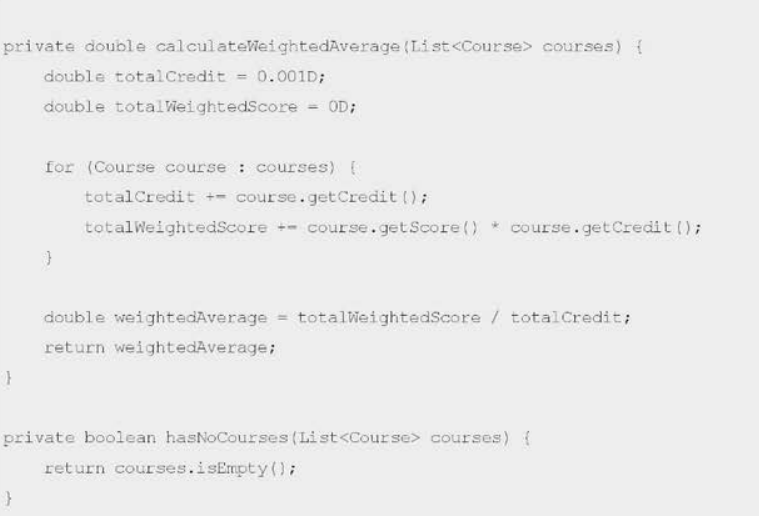 private double calculateWeightedAverage(List<Course> courses) {
    double totalCredit = 0.001D;
    double totalWeightedScore = 0D;

    for (Course course : courses) {
        totalCredit += course.getCredit();
        totalWeightedScore += course.getScore() * course.getCredit();
    }

    double weightedAverage = totalWeightedScore / totalCredit;
    return weightedAverage;
}

private boolean hasNoCourses(List<Course> courses) {
    return courses.isEmpty();
}